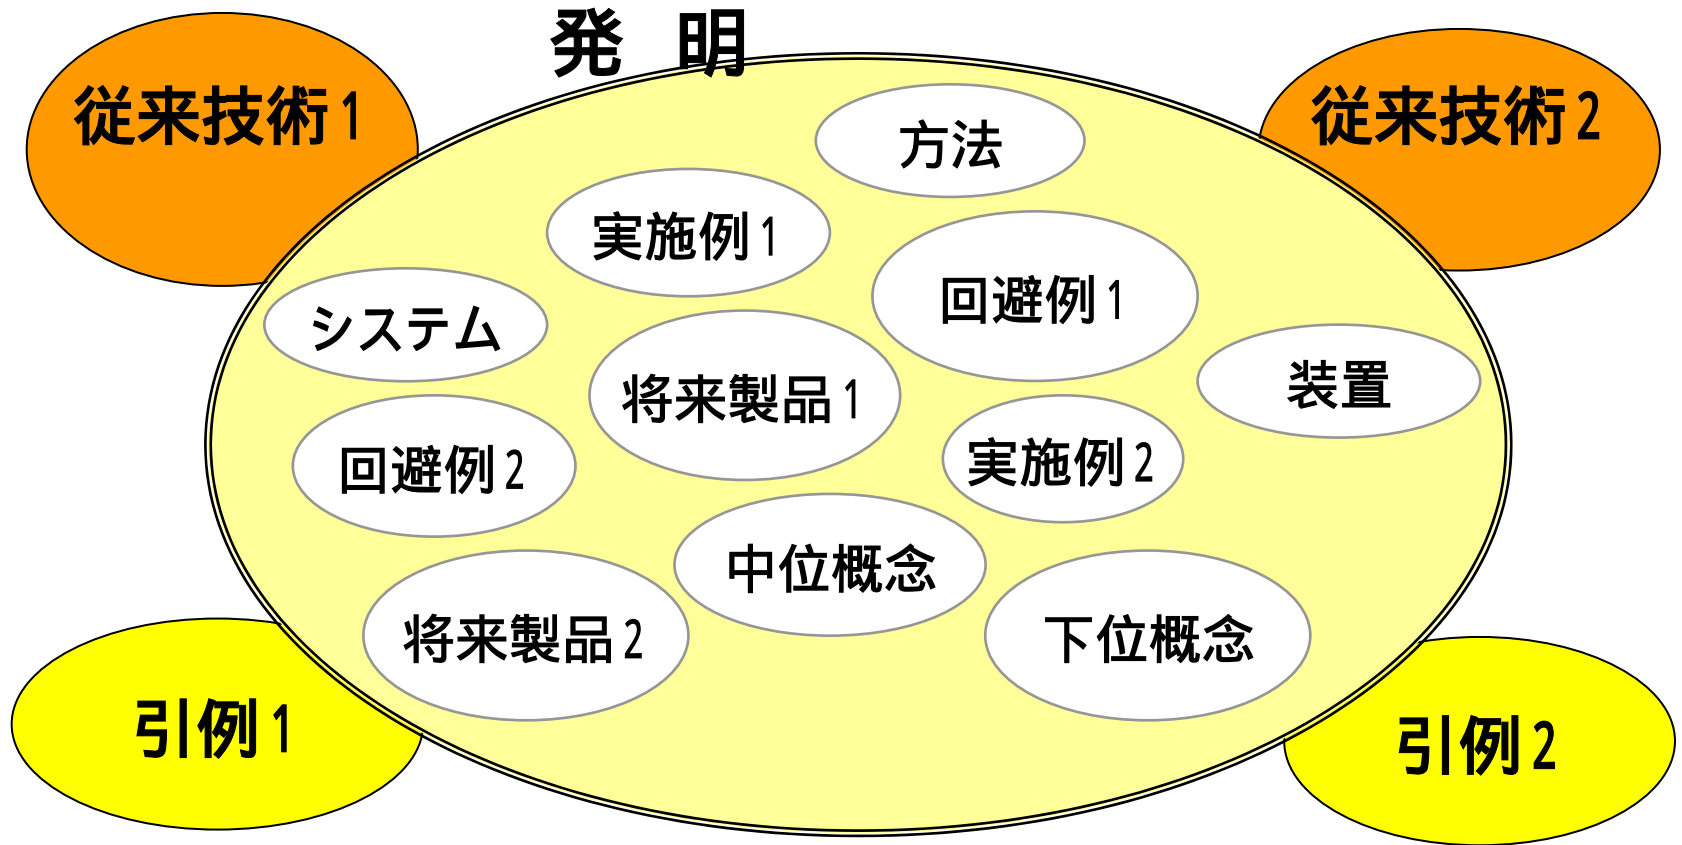 発 明
従来技術1
従来技術2
方法
実施例1
回避例1
システム
将来製品1
装置
回避例2
実施例2
中位概念
将来製品2
下位概念
引例1
引例2